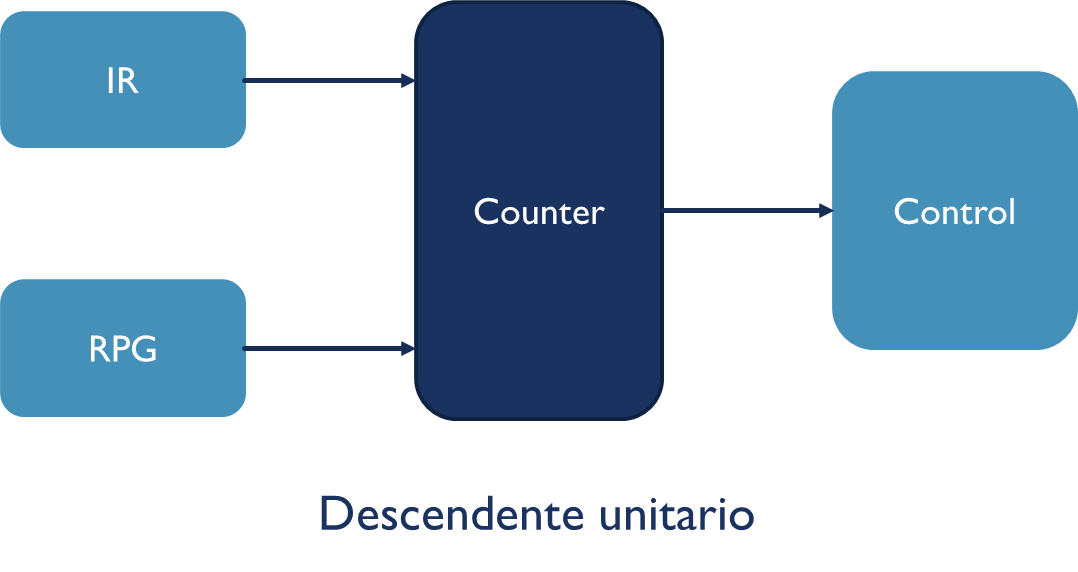 IR
Counter
Control
RPG
Descendente unitario